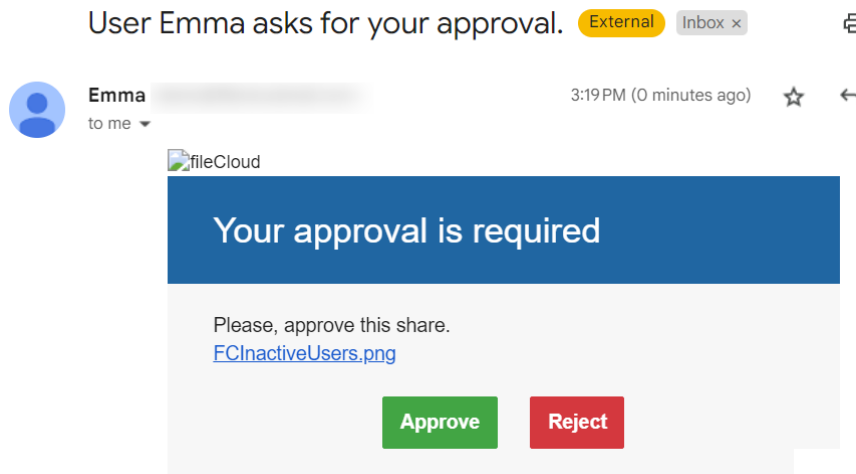 User Emma asks for your approval. External Inbox ×
Emma 3:19 PM (0 minutes ago)
to me
fileCloud
Your approval is required
Please, approve this share.
FCInactiveUsers.png
Approve Reject